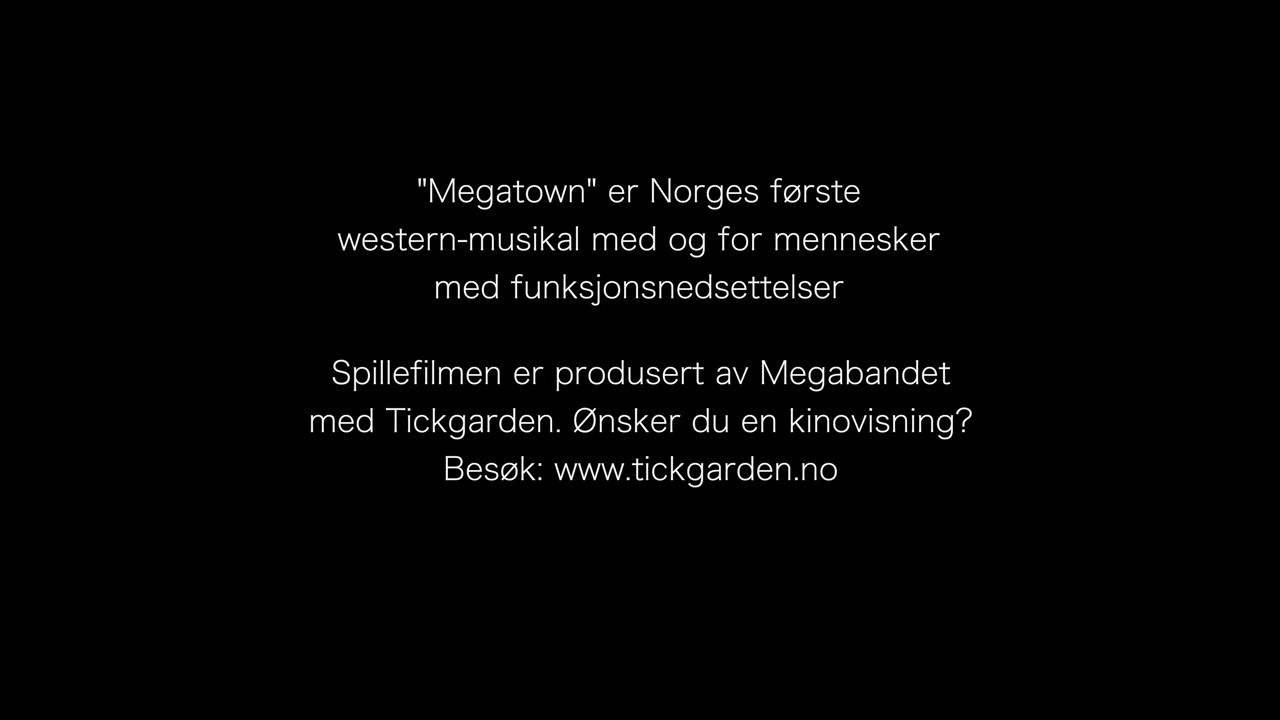 "Megatown" er Norges første
western-musikal med og for mennesker
med funksjonsnedsettelser
Spillefilmen er produsert av Megabandet
med Tickgarden. Ønsker du en kinovisning?
Besøk: www.tickgarden.no